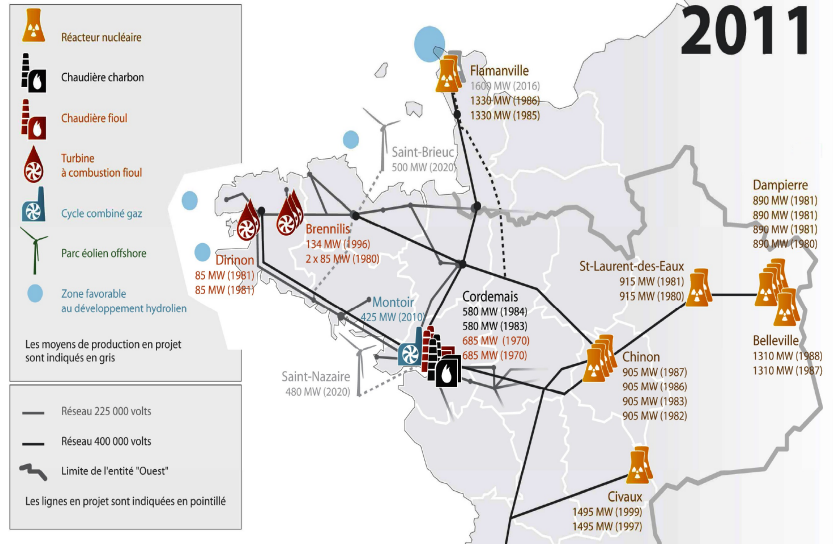 2011
Réacteur nucléaire
Chaudière charbon
Chaudière fioul
Turbine
à combustion fioul
Cycle combiné gaz
Parc éolien offshore
Zone favorable
au développement hydrolien
Les moyens de production en projet
sont indiqués en gris
Réseau 225 000 volts
Réseau 400 000 volts
Limite de l'entité "Ouest"
Les lignes en projet sont indiquées en pointillé
Flamanville
1600 MW (2016)
1330 MW (1986)
1330 MW (1985)
Saint-Brieuc
500 MW (2020)
Brennilis
134 MW (1996)
2 x 85 MW (1980)
Dirinon
85 MW (1981)
85 MW (1981)
Montoir
425 MW (2010)
Cordemais
580 MW (1984)
580 MW (1983)
685 MW (1970)
685 MW (1970)
Saint-Nazaire
480 MW (2020)
Dampierre
890 MW (1981)
890 MW (1981)
890 MW (1981)
890 MW (1980)
St-Laurent-des-Eaux
915 MW (1981)
915 MW (1980)
Belleville
1310 MW (1988)
1310 MW (1987)
Chinon
905 MW (1987)
905 MW (1986)
905 MW (1983)
905 MW (1982)
Civaux
1495 MW (1999)
1495 MW (1997)